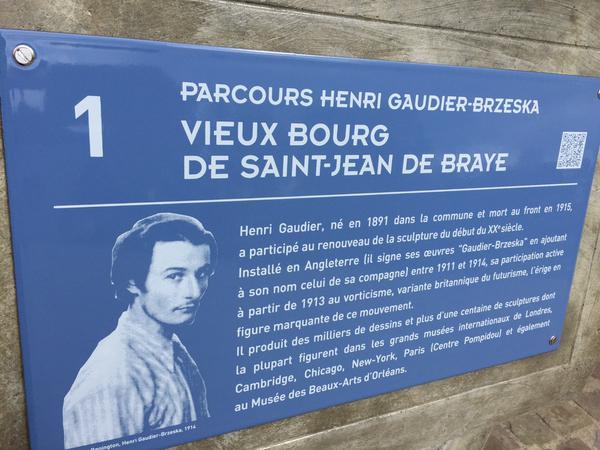 1
PARCOURS HENRI GAUDIER-BRZESKA
VIEUX BOURG
DE SAINT-JEAN DE BRAYE
Henri Gaudier, né en 1891 dans la commune et mort au front en 1915,
a participé au renouveau de la sculpture du début du XXe siècle.
Installé en Angleterre (il signe ses œuvres "Gaudier-Brzeska" en ajoutant
à son nom celui de sa compagne) entre 1911 et 1914, sa participation active
à partir de 1913 au vorticisme, variante britannique du futurisme, l'érige en
figure marquante de ce mouvement.
Il produit des milliers de dessins et plus d'une centaine de sculptures dont
la plupart figurent dans les grands musées internationaux de Londres,
Cambridge, Chicago, New-York, Paris (Centre Pompidou) et également
au Musée des Beaux-Arts d'Orléans.
Henri Gaudier-Brzeska, 1914